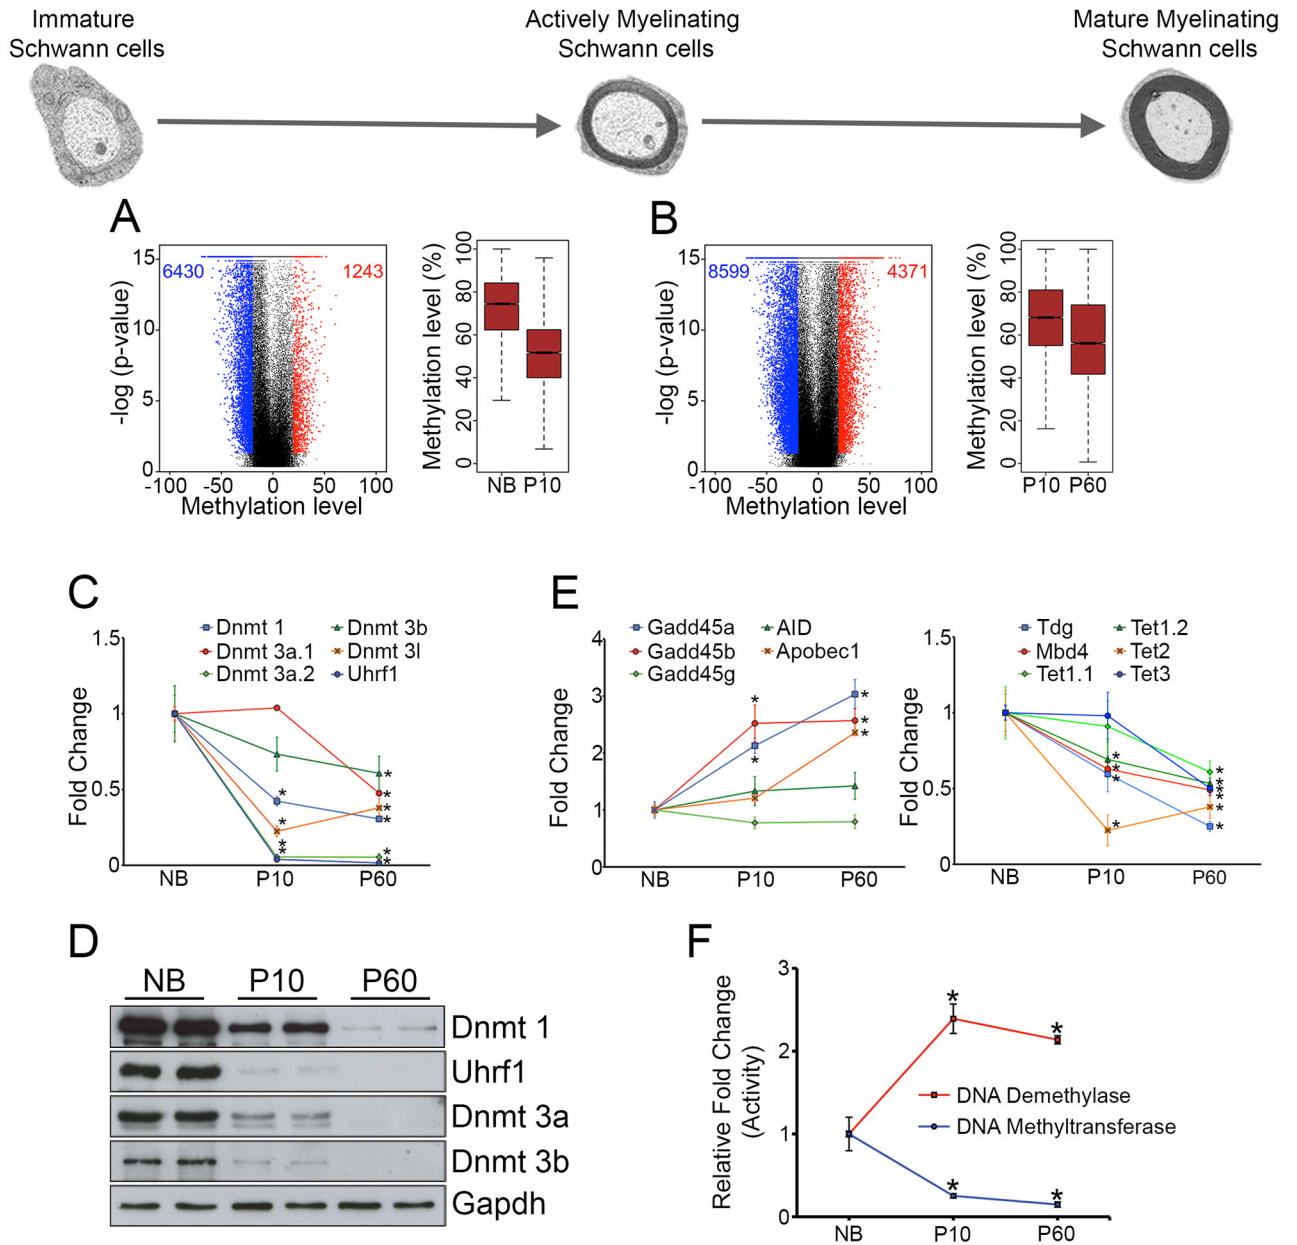 Immature
Schwann cells
Actively Myelinating
Schwann cells
Mature Myelinating
Schwann cells
A
-log (p-value)
15
10
5
0
6430
1243
-100 -50 0 50 100
Methylation level
Methylation level (%)
100
80
60
40
20
0
NB P10
B
-log (p-value)
15
10
5
0
8599
4371
-100 -50 0 50 100
Methylation level
Methylation level (%)
100
80
60
40
20
0
P10 P60
C
Dnmt 1
Dnmt 3b
Dnmt 3a.1
Dnmt 3l
Dnmt 3a.2
Uhrf1
Fold Change
1.5
1
0.5
0
* * * * * * * * *
NB P10 P60
E
Gadd45a
AID
Gadd45b
Apobec1
Gadd45g
Fold Change
4
3
2
1
0
* * * * *
NB P10 P60
Tdg
Tet1.2
Mbd4
Tet2
Tet1.1
Tet3
Fold Change
1.5
1
0.5
0
* * * * * * * * * *
NB P10 P60
D
NB P10 P60
Dnmt 1
Uhrf1
Dnmt 3a
Dnmt 3b
Gapdh
F
Relative Fold Change
(Activity)
3
2
1
0
* *
DNA Demethylase
DNA Methyltransferase
* *
NB P10 P60